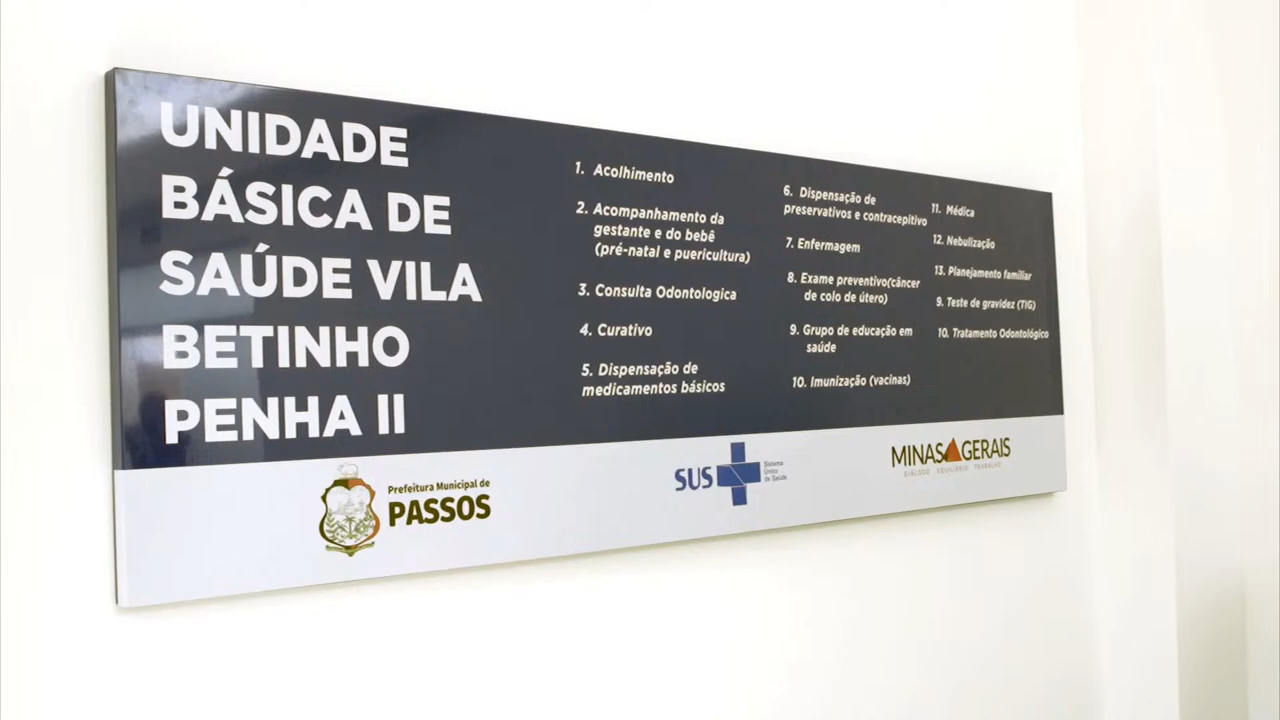 UNIDADE
BÁSICA DE
SAÚDE VILA
BETINHO
PENHA II
1. Acolhimento
2. Acompanhamento da
gestante e do bebê
(pré-natal e puericultura)
3. Consulta Odontologica
4. Curativo
5. Dispensação de
medicamentos básicos
6. Dispensação de
preservativos e contracepitivo
7. Enfermagem
8. Exame preventivo(câncer
de colo de útero)
9. Grupo de educação em
saúde
10. Imunização (vacinas)
11. Médica
12. Nebulização
13. Planejamento familiar
9. Teste de gravidez (TIG)
10. Tratamento Odontológico
Prefeitura Municipal de
PASSOS
SUS
Sistema
Único
de Saúde
MINAS GERAIS
DIÁLOGO EQUILÍBRIO TRABALHO